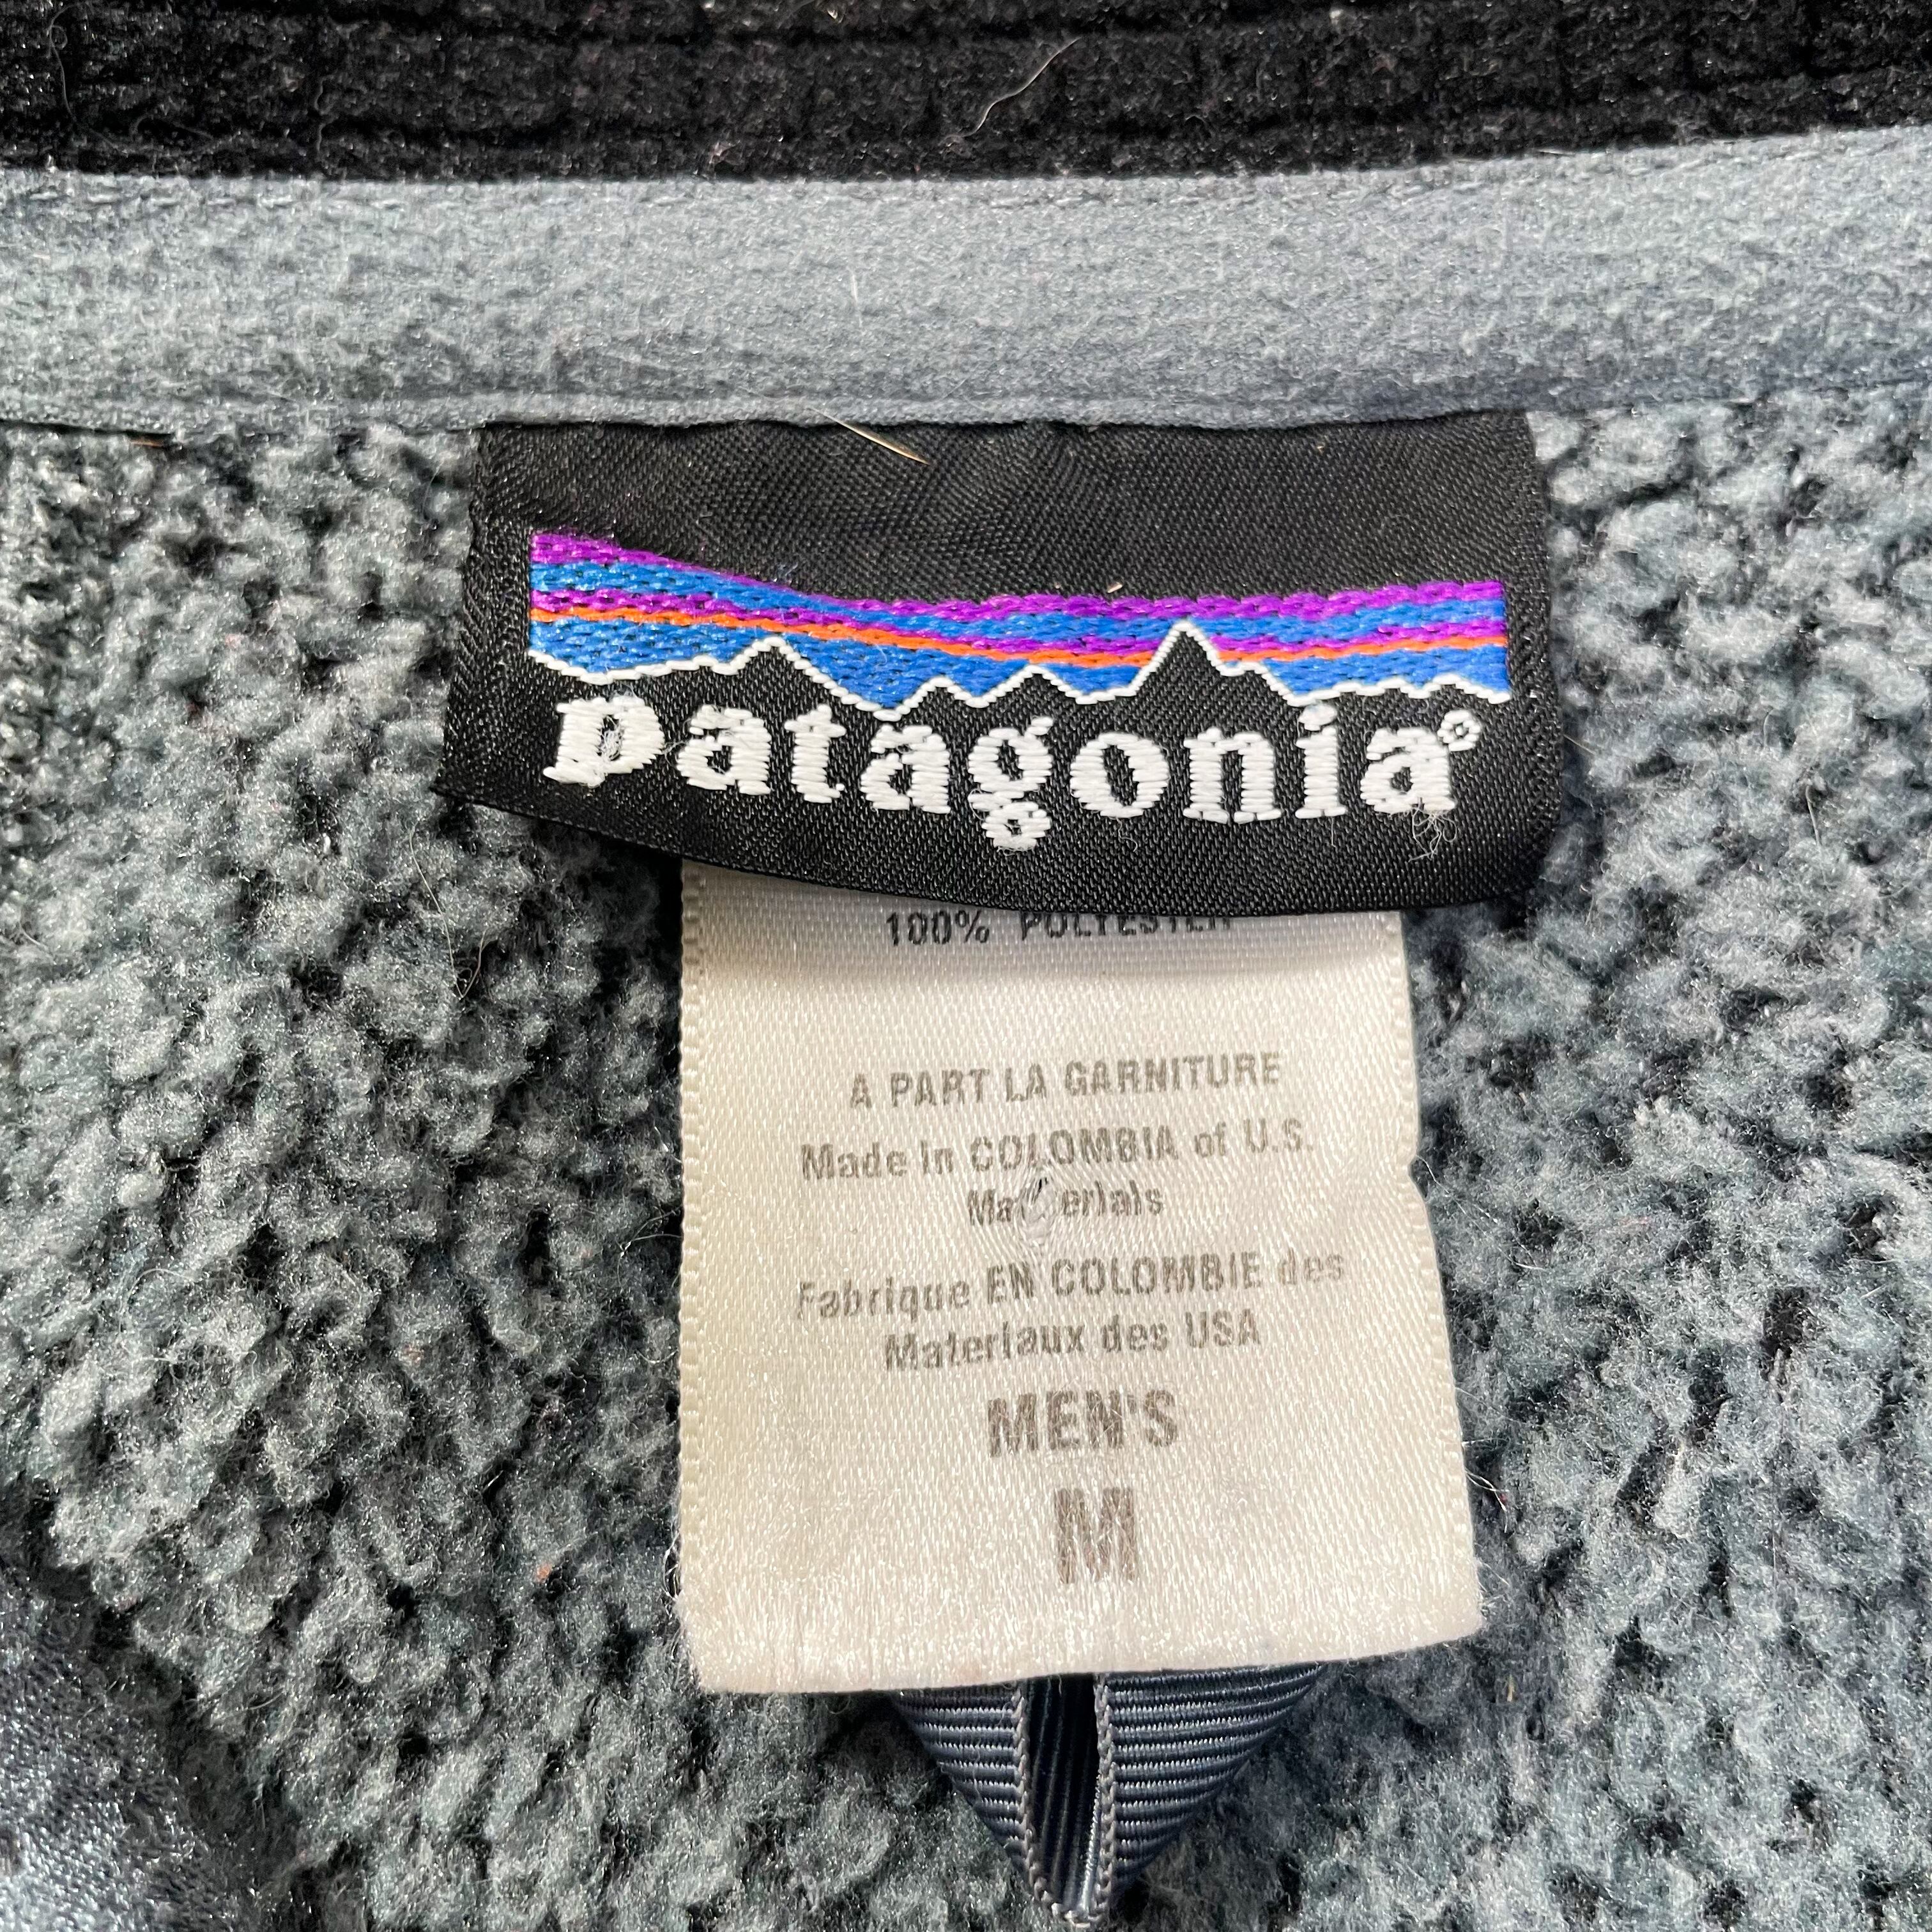 patagonia®
100% POLYESTER
A PART LA GARNITURE
Made in COLOMBIA of U.S.
Materials
Fabrique EN COLOMBIE des
Materiaux des USA
MEN'S
M